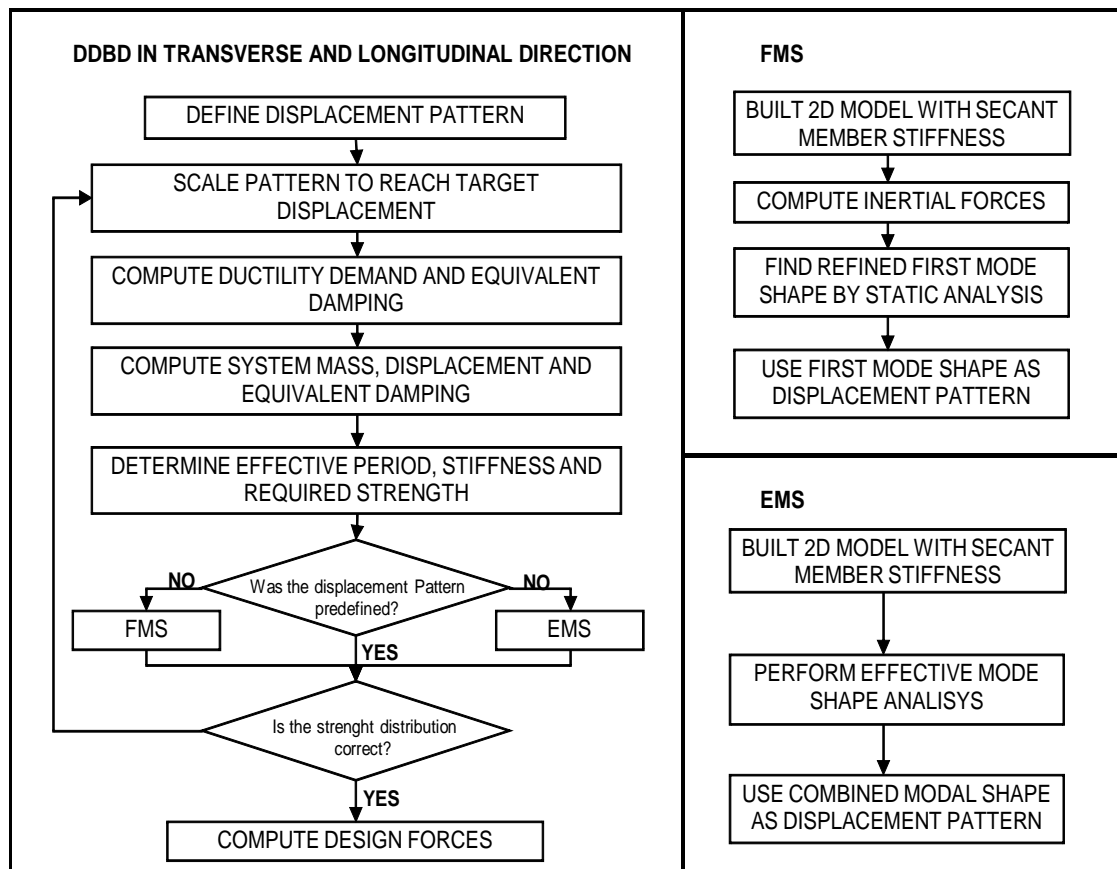 DDBD IN TRANSVERSE AND LONGITUDINAL DIRECTION
DEFINE DISPLACEMENT PATTERN
SCALE PATTERN TO REACH TARGET
DISPLACEMENT
COMPUTE DUCTILITY DEMAND AND EQUIVALENT
DAMPING
COMPUTE SYSTEM MASS, DISPLACEMENT AND
EQUIVALENT DAMPING
DETERMINE EFFECTIVE PERIOD, STIFFNESS AND
REQUIRED STRENGTH
Was the displacement Pattern
predefined?
NO
NO
FMS
EMS
YES
Is the strenght distribution
correct?
YES
COMPUTE DESIGN FORCES
FMS
BUILT 2D MODEL WITH SECANT
MEMBER STIFFNESS
COMPUTE INERTIAL FORCES
FIND REFINED FIRST MODE
SHAPE BY STATIC ANALYSIS
USE FIRST MODE SHAPE AS
DISPLACEMENT PATTERN
EMS
BUILT 2D MODEL WITH SECANT
MEMBER STIFFNESS
PERFORM EFFECTIVE MODE
SHAPE ANALISYS
USE COMBINED MODAL SHAPE
AS DISPLACEMENT PATTERN